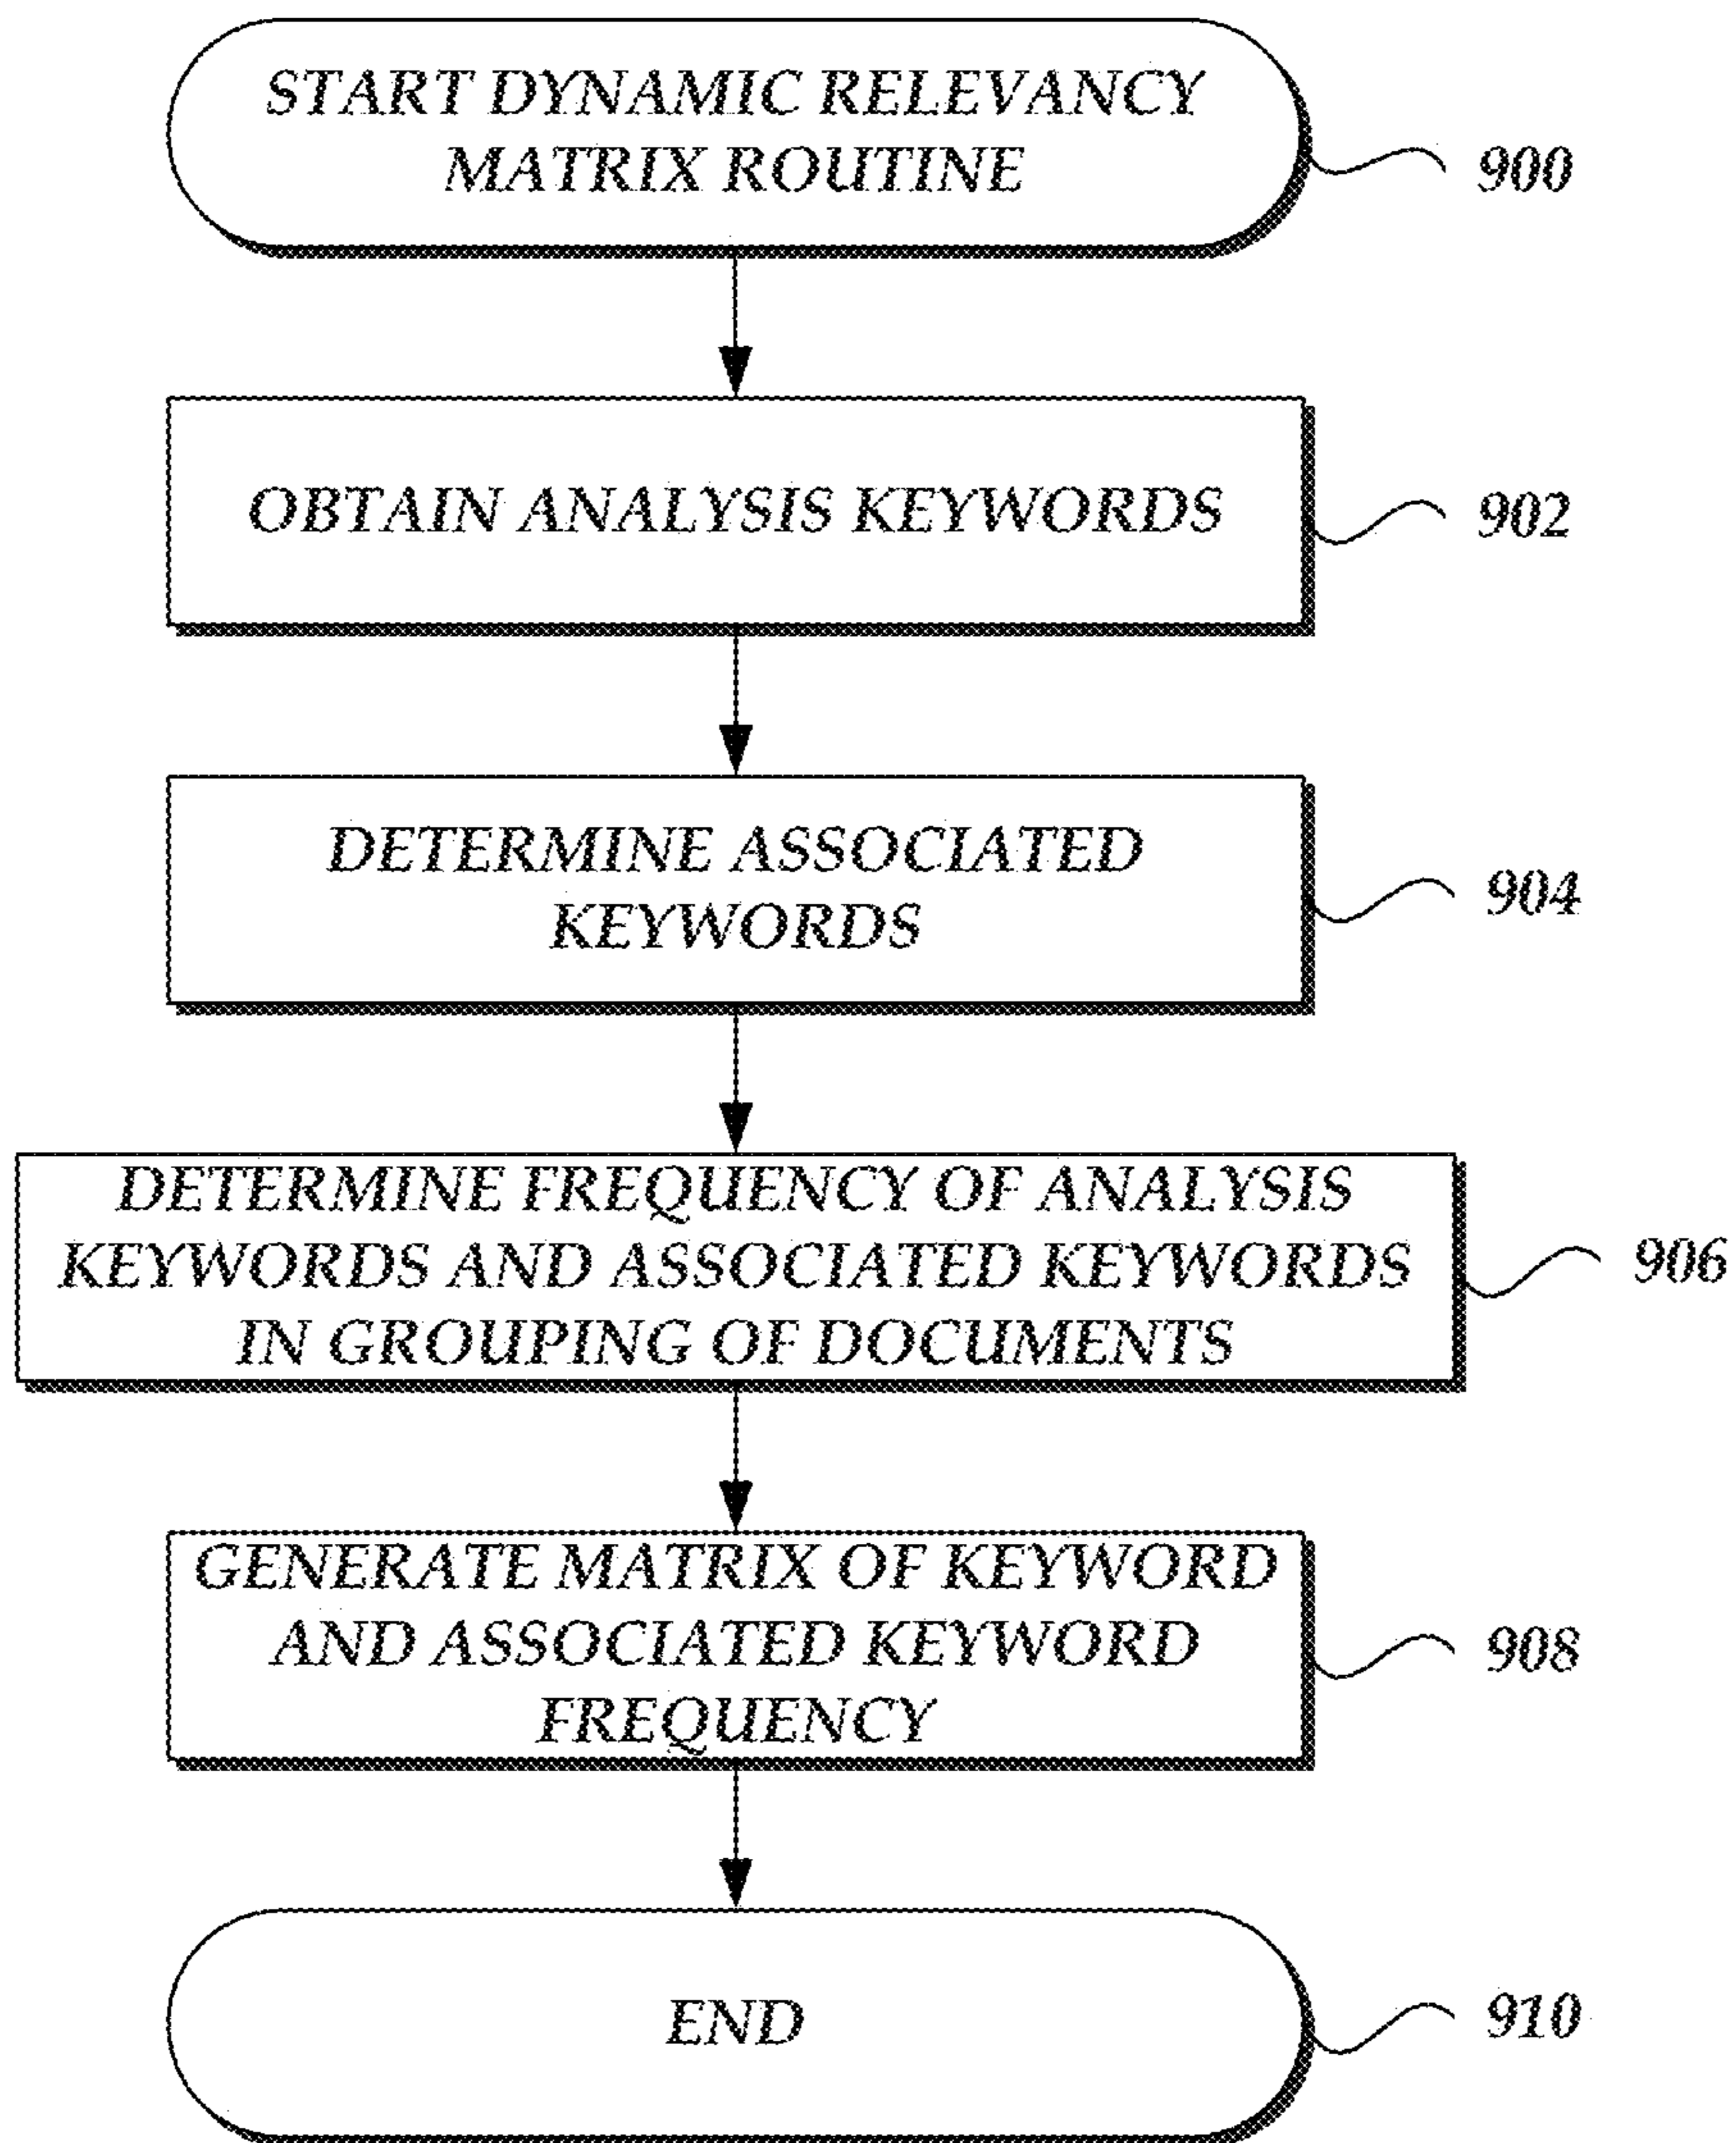 START DYNAMIC RELEVANCY
MATRIX ROUTINE
900
OBTAIN ANALYSIS KEYWORDS
902
DETERMINE ASSOCIATED
KEYWORDS
904
DETERMINE FREQUENCY OF ANALYSIS
KEYWORDS AND ASSOCIATED KEYWORDS
IN GROUPING OF DOCUMENTS
906
GENERATE MATRIX OF KEYWORD
AND ASSOCIATED KEYWORD
FREQUENCY
908
END
910